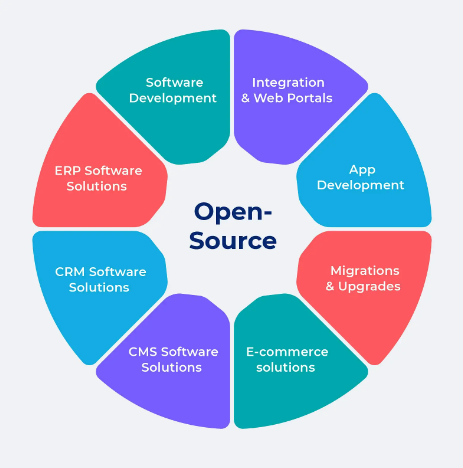 Software
Development
Integration
& Web Portals
ERP Software
Solutions
App
Development
Open-
Source
CRM Software
Solutions
Migrations
& Upgrades
CMS Software
Solutions
E-commerce
solutions